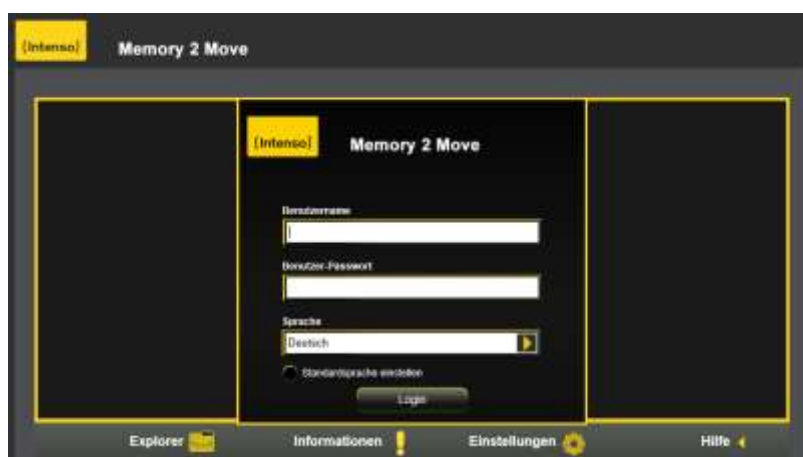 (Intenso) Memory 2 Move
(Intenso) Memory 2 Move
Benutzername
Benutzer-Passwort
Sprache
Deutsch
Standardsprache einstellen
Login
Explorer Informationen Einstellungen Hilfe